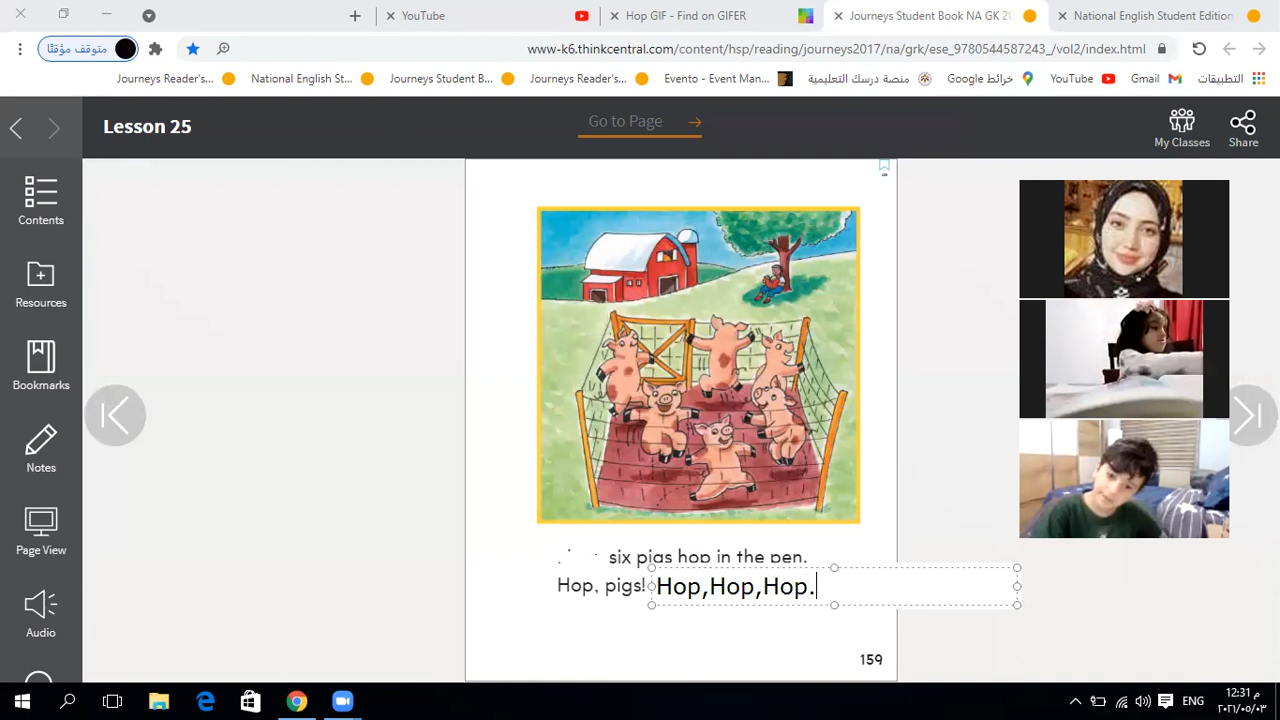 YouTube
Hop GIF - Find on GIFER
Journeys Student Book NA GK 2
National English Student Edition
متوقف مؤقتًا
www-k6.thinkcentral.com/content/hsp/reading/journeys2017/na/grk/ese_9780544587243_/vol2/index.html
Journeys Reader's...
National English St...
Journeys Student B...
Journeys Reader's...
Evento - Event Man...
منصة درسك التعليمية
خرائط Google
YouTube
Gmail
التطبيقات
Lesson 25
Go to Page
My Classes
Share
Contents
Resources
Bookmarks
Notes
Page View
Audio
six pigs hop in the pen.
Hop, pigs! Hop,Hop,Hop.
159
ENG
12:31 م
٢٠٢١/٠٥/٠٣